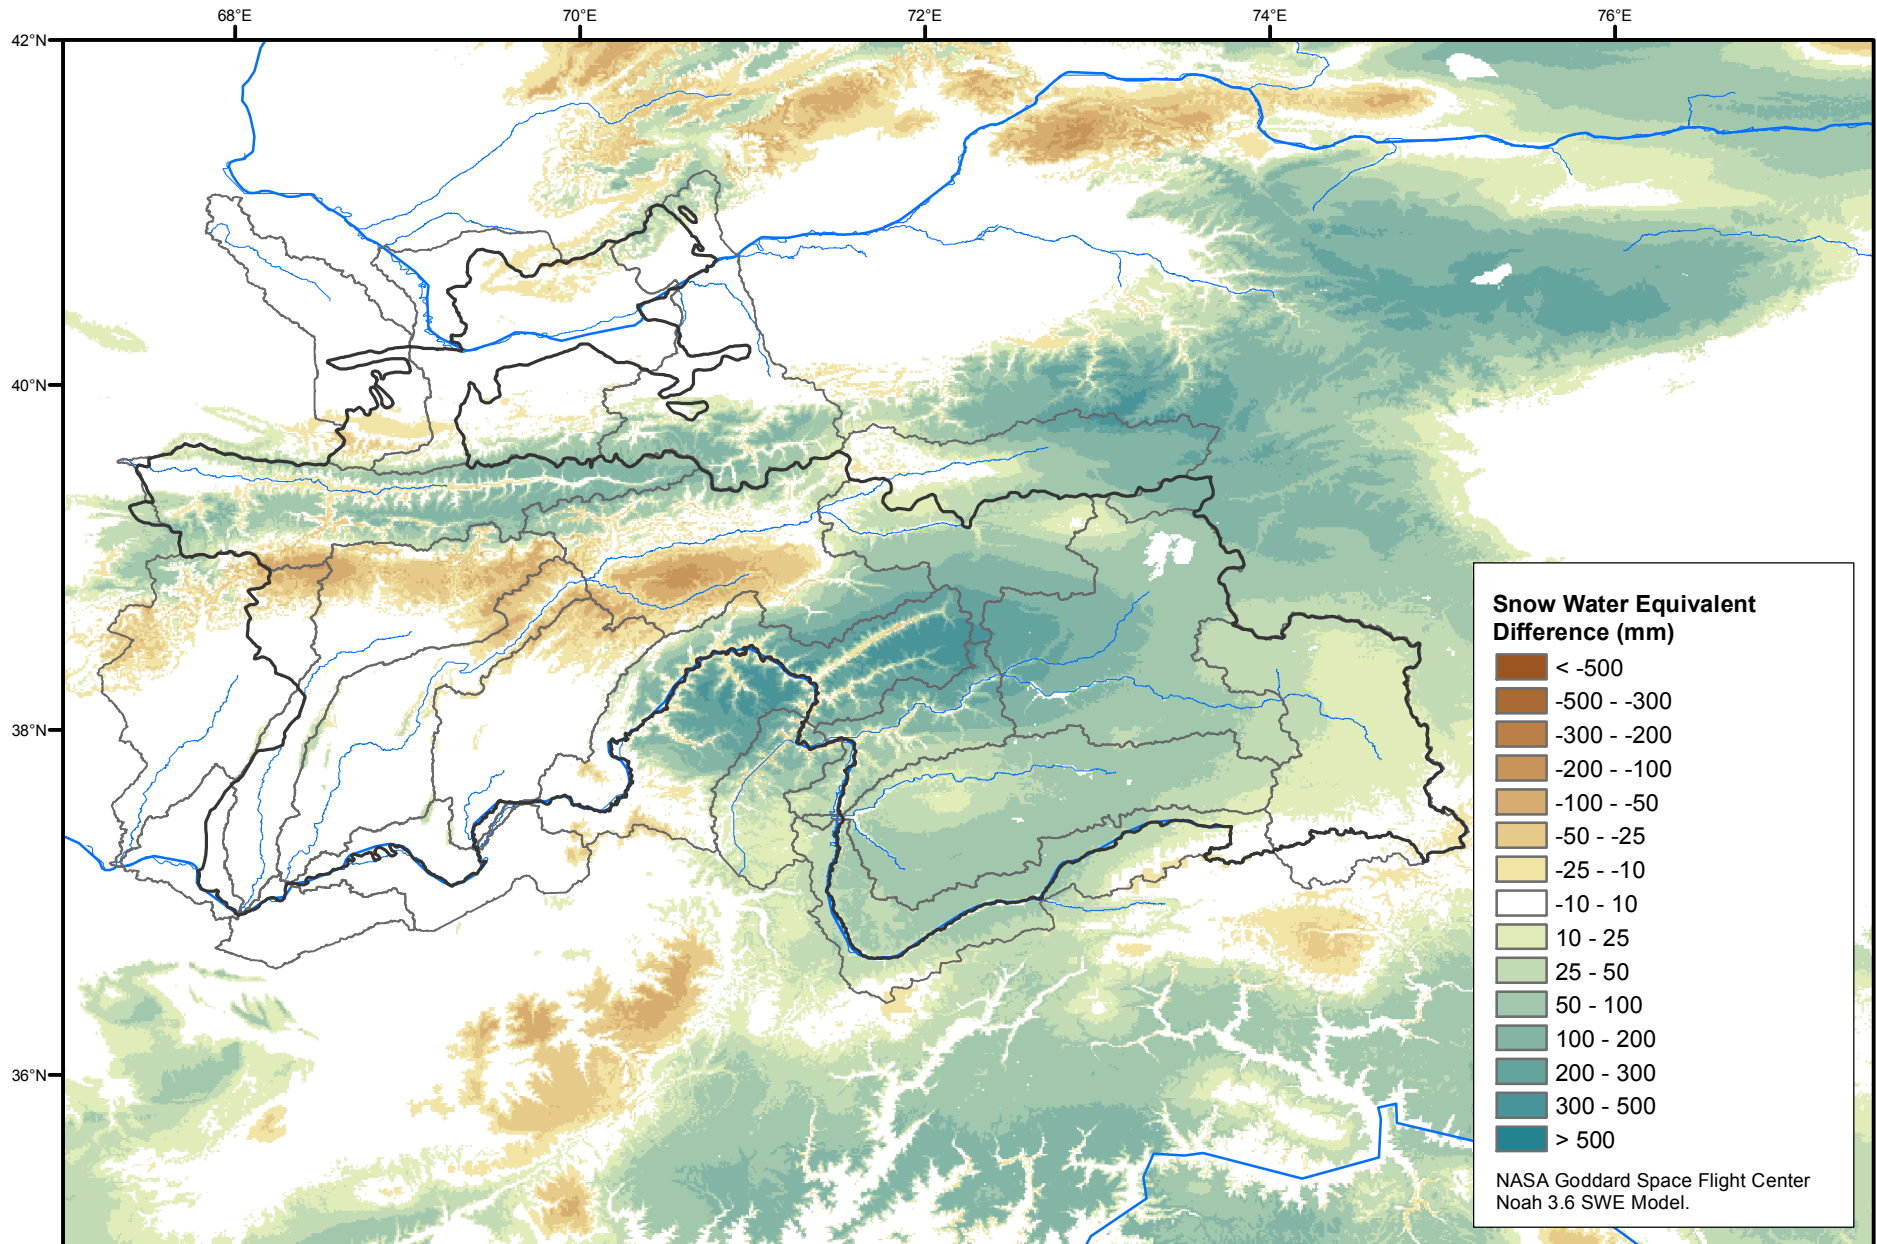 68°E 70°E 72°E 74°E 76°E
42°N
40°N
38°N
36°N
Snow Water Equivalent
Difference (mm)
< -500
-500 - -300
-300 - -200
-200 - -100
-100 - -50
-50 - -25
-25 - -10
-10 - 10
10 - 25
25 - 50
50 - 100
100 - 200
200 - 300
300 - 500
> 500
NASA Goddard Space Flight Center
Noah 3.6 SWE Model.